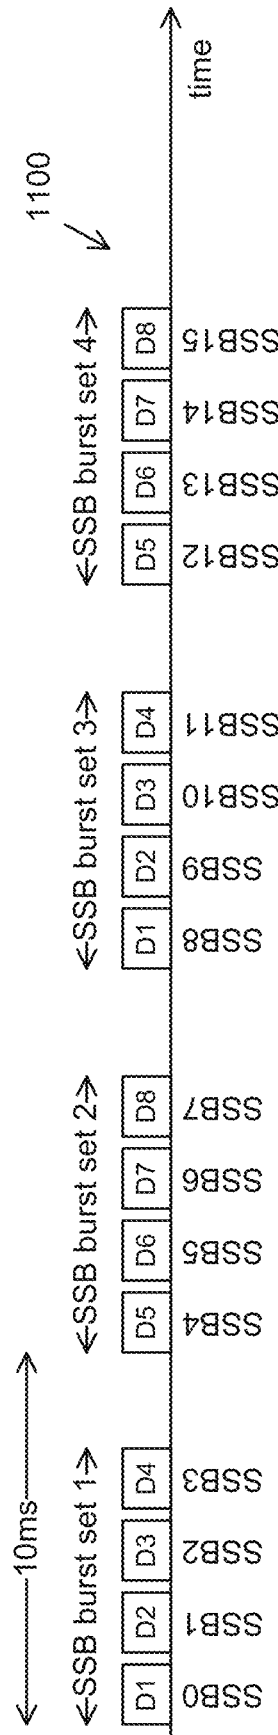 1100
10ms
SSB burst set 1
SSB burst set 2
SSB burst set 3
SSB burst set 4
D1 D2 D3 D4 D5 D6 D7 D8 D1 D2 D3 D4 D5 D6 D7 D8
SSB0 SSB1 SSB2 SSB3 SSB4 SSB5 SSB6 SSB7 SSB8 SSB9 SSB10 SSB11 SSB12 SSB13 SSB14 SSB15
time